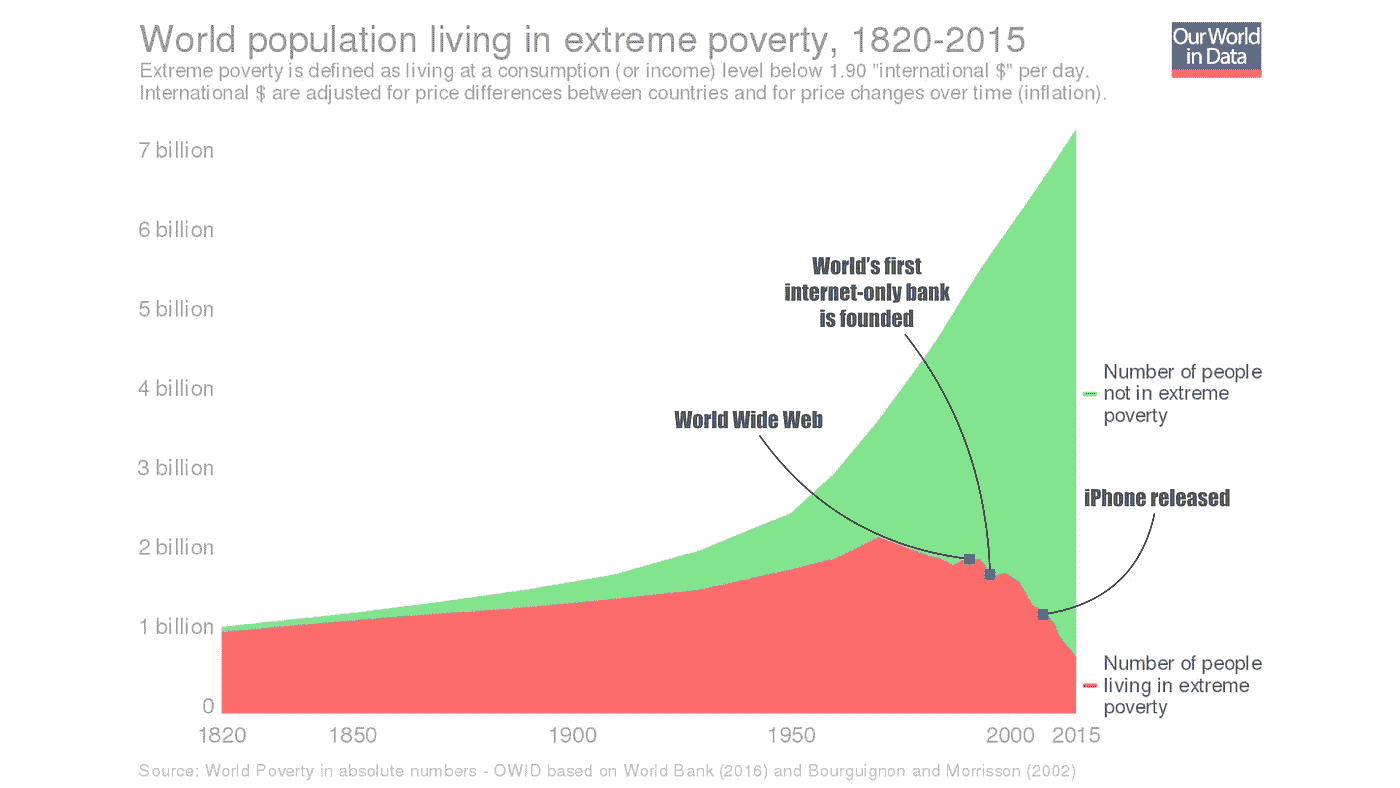 World population living in extreme poverty, 1820-2015
Our World
in Data
Extreme poverty is defined as living at a consumption (or income) level below 1.90 "international $" per day.
International $ are adjusted for price differences between countries and for price changes over time (inflation).
7 billion
6 billion
5 billion
4 billion
3 billion
2 billion
1 billion
0
World's first
internet-only bank
is founded
World Wide Web
iPhone released
Number of people
not in extreme
poverty
Number of people
living in extreme
poverty
1820 1850 1900 1950 2000 2015
Source: World Poverty in absolute numbers - OWID based on World Bank (2016) and Bourguignon and Morrisson (2002)